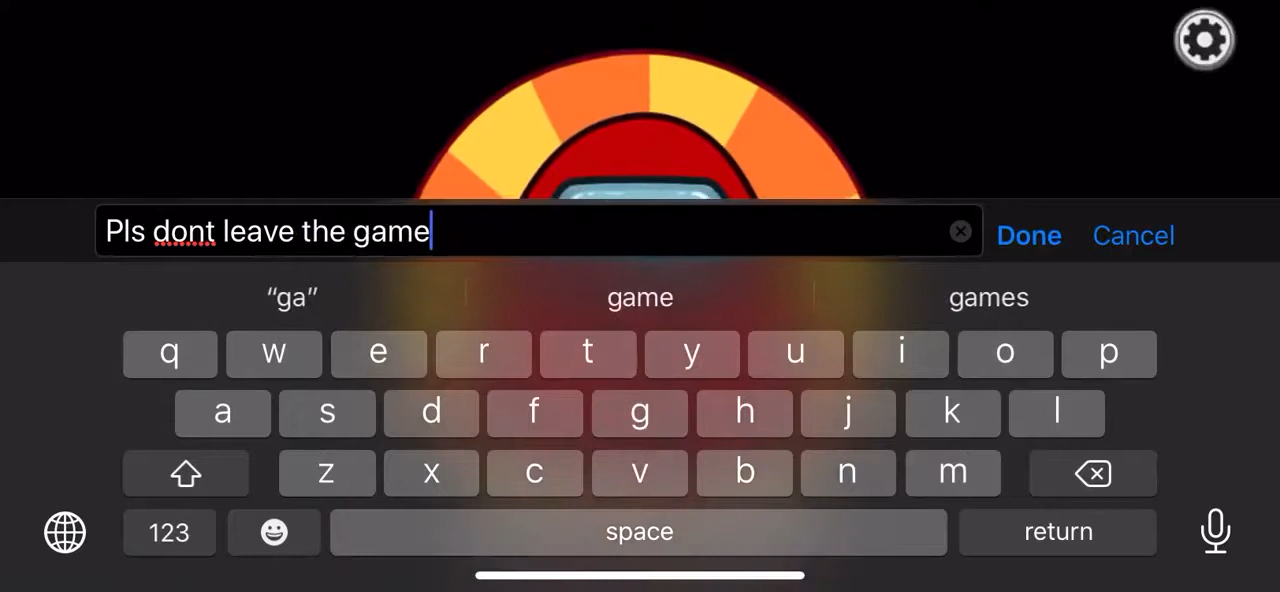 Pls dont leave the game
Done
Cancel
“ga”
game
games
q w e r t y u i o p
a s d f g h j k l
z x c v b n m
123
space
return